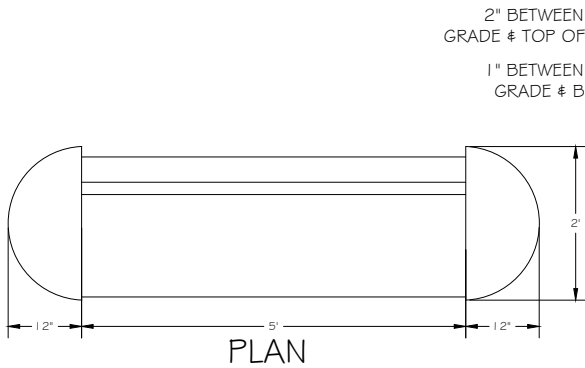 2" BETWEEN
GRADE & TOP OF
1" BETWEEN
GRADE & B
2'
12"
5'
12"
PLAN